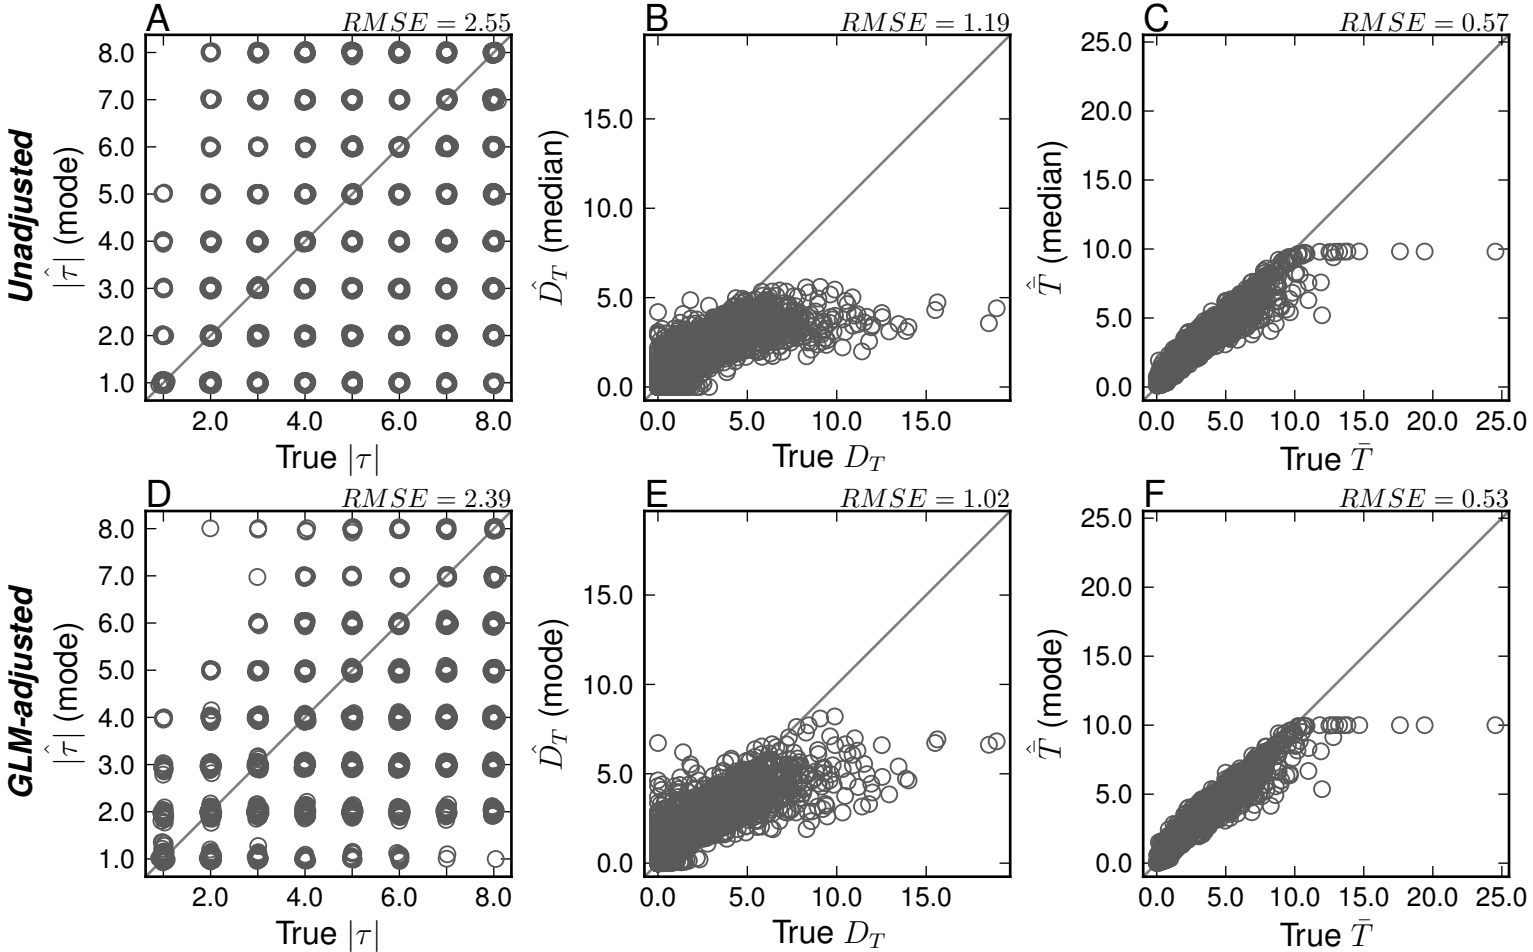 A
RMSE = 2.55
B
RMSE = 1.19
C
RMSE = 0.57
Unadjusted
|τ̂| (mode)
8.0
7.0
6.0
5.0
4.0
3.0
2.0
1.0
2.0 4.0 6.0 8.0
True |τ|
D̂_T (median)
15.0
10.0
5.0
0.0
0.0 5.0 10.0 15.0
True D_T
T̄̂ (median)
25.0
20.0
15.0
10.0
5.0
0.0
0.0 5.0 10.0 15.0 20.0 25.0
True T̄
D
RMSE = 2.39
E
RMSE = 1.02
F
RMSE = 0.53
GLM-adjusted
|τ̂| (mode)
8.0
7.0
6.0
5.0
4.0
3.0
2.0
1.0
2.0 4.0 6.0 8.0
True |τ|
D̂_T (mode)
15.0
10.0
5.0
0.0
0.0 5.0 10.0 15.0
True D_T
T̄̂ (mode)
25.0
20.0
15.0
10.0
5.0
0.0
0.0 5.0 10.0 15.0 20.0 25.0
True T̄